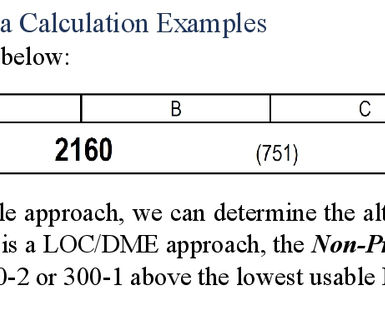 a Calculation Examples
below:
B C
2160 (751)
le approach, we can determine the alt
is a LOC/DME approach, the Non-Pr
0-2 or 300-1 above the lowest usable